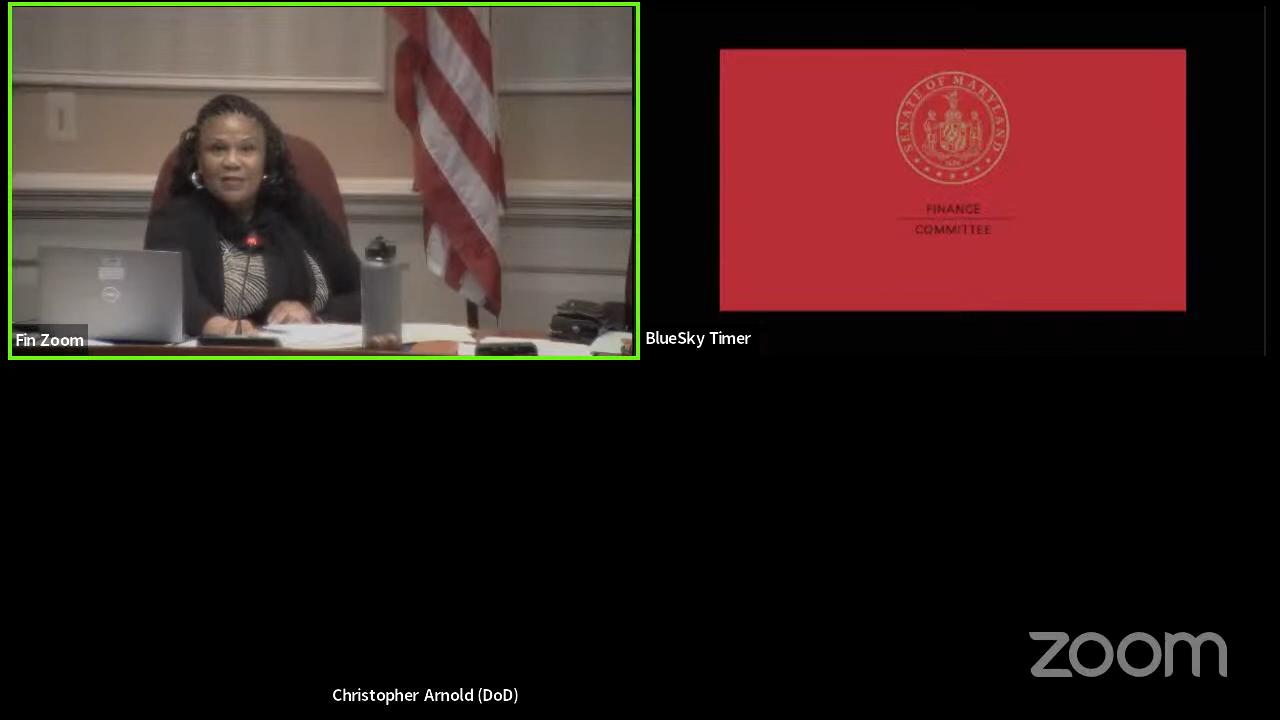 Fin Zoom
SENATE OF MARYLAND
FINANCE
COMMITTEE
BlueSky Timer
zoom
Christopher Arnold (DoD)